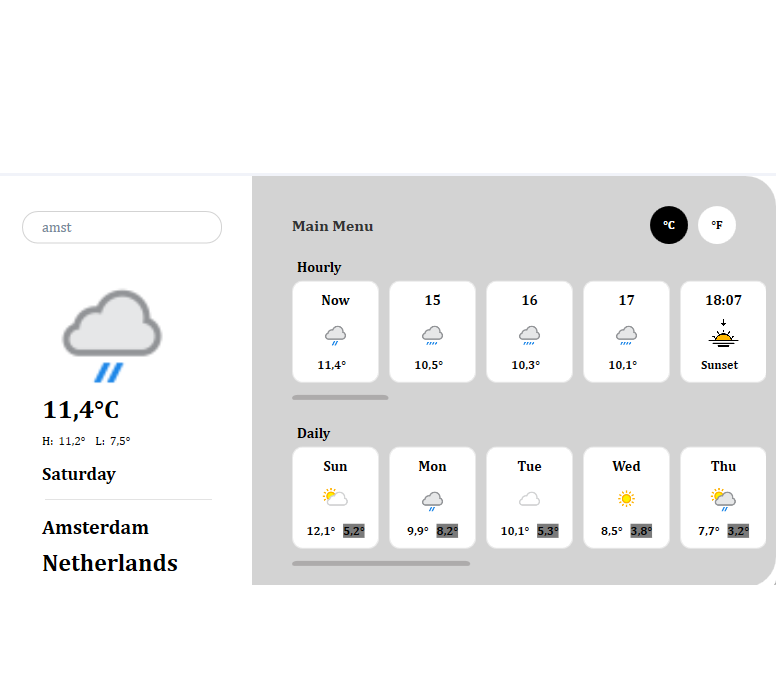 amst
11,4°C
H: 11,2° L: 7,5°
Saturday
Amsterdam
Netherlands
Main Menu
°C °F
Hourly
Now 15 16 17 18:07
11,4° 10,5° 10,3° 10,1° Sunset
Daily
Sun Mon Tue Wed Thu
12,1° 5,2° 9,9° 8,2° 10,1° 5,3° 8,5° 3,8° 7,7° 3,2°